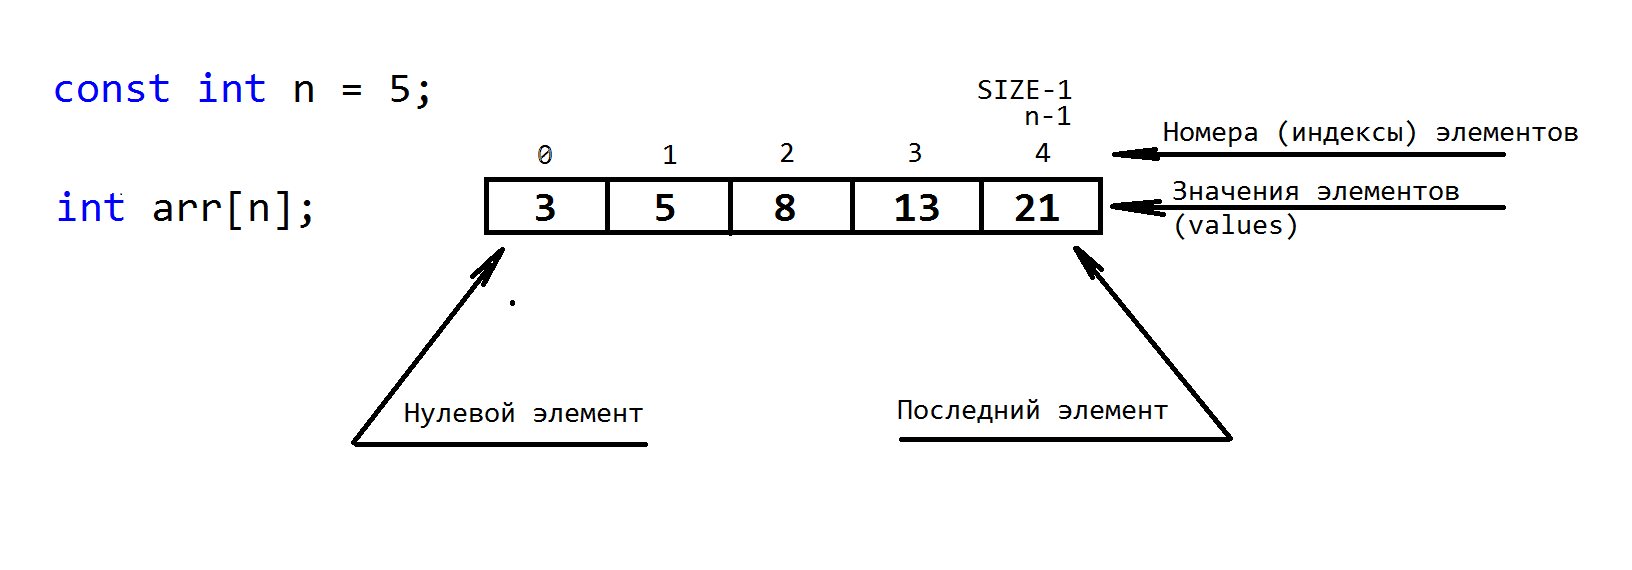 const int n = 5;
SIZE-1
n-1
Номера (индексы) элементов
0 1 2 3 4
int arr[n];
3 5 8 13 21
Значения элементов
(values)
Нулевой элемент
Последний элемент